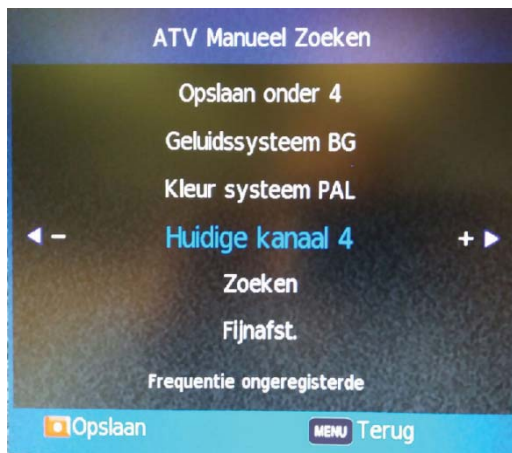 ATV Manueel Zoeken
Opslaan onder 4
Geluidssysteem BG
Kleur systeem PAL
- Huidige kanaal 4 +
Zoeken
Fijnafst.
Frequentie ongeregisterde
Opslaan MENU Terug